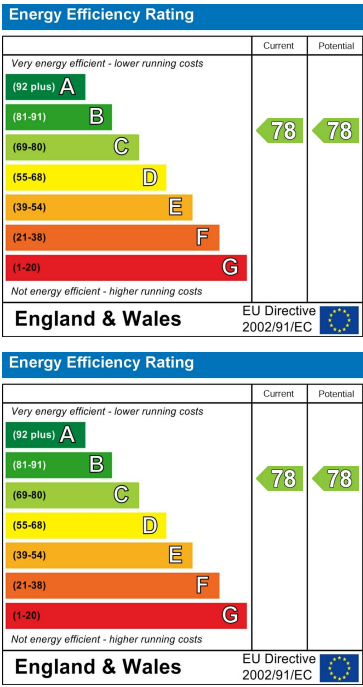 Energy Efficiency Rating
Current Potential
Very energy efficient - lower running costs
(92 plus) A
(81-91) B
78 78
(69-80) C
(55-68) D
(39-54) E
(21-38) F
(1-20) G
Not energy efficient - higher running costs
England & Wales
EU Directive
2002/91/EC
Energy Efficiency Rating
Current Potential
Very energy efficient - lower running costs
(92 plus) A
(81-91) B
78 78
(69-80) C
(55-68) D
(39-54) E
(21-38) F
(1-20) G
Not energy efficient - higher running costs
England & Wales
EU Directive
2002/91/EC